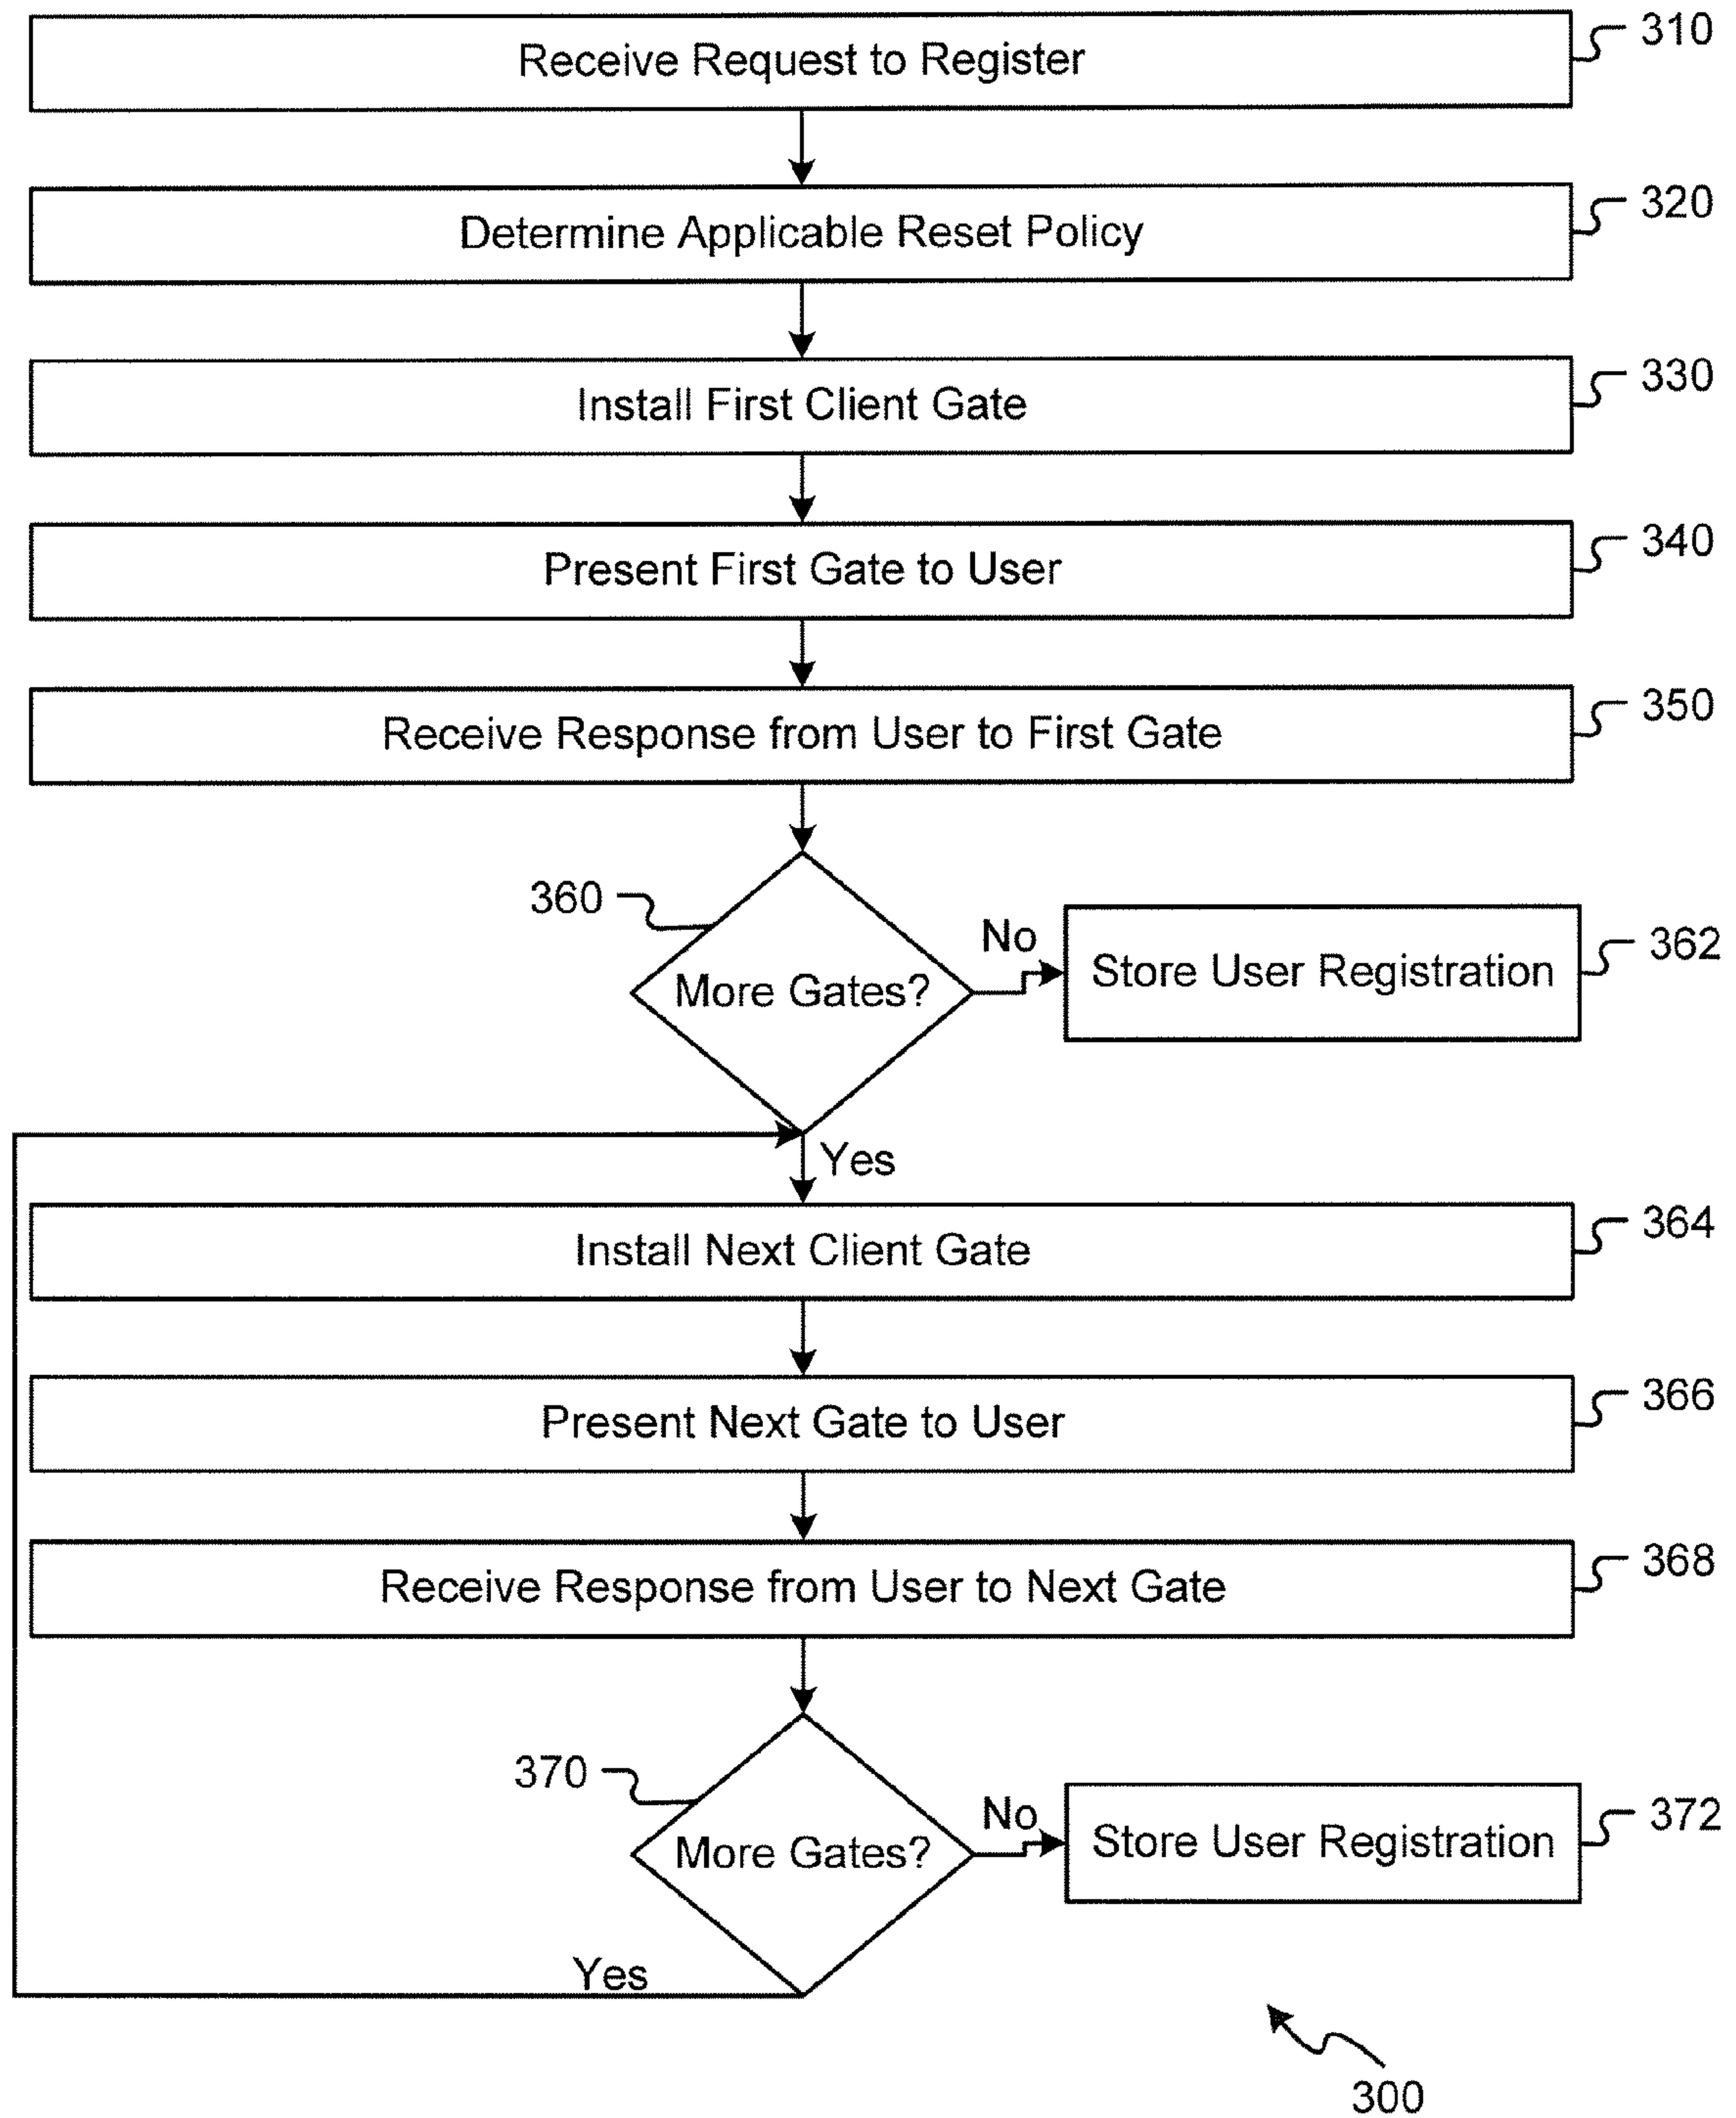 Receive Request to Register
310
Determine Applicable Reset Policy
320
Install First Client Gate
330
Present First Gate to User
340
Receive Response from User to First Gate
350
360
More Gates?
No
Store User Registration
362
Yes
Install Next Client Gate
364
Present Next Gate to User
366
Receive Response from User to Next Gate
368
370
More Gates?
No
Store User Registration
372
Yes
300